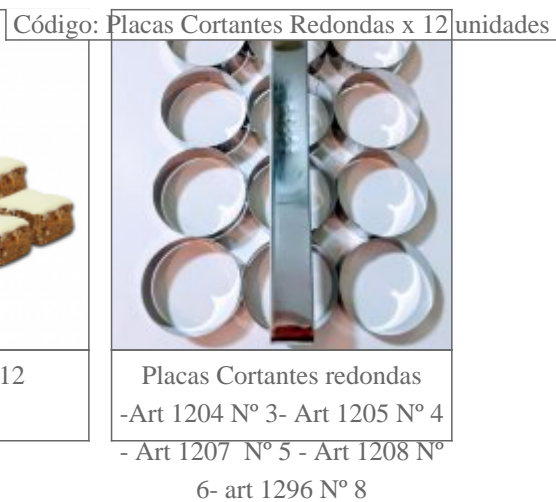 Código: Placas Cortantes Redondas x 12 unidades
12
Placas Cortantes redondas
-Art 1204 Nº 3- Art 1205 Nº 4
- Art 1207 Nº 5 - Art 1208 Nº
6- art 1296 Nº 8